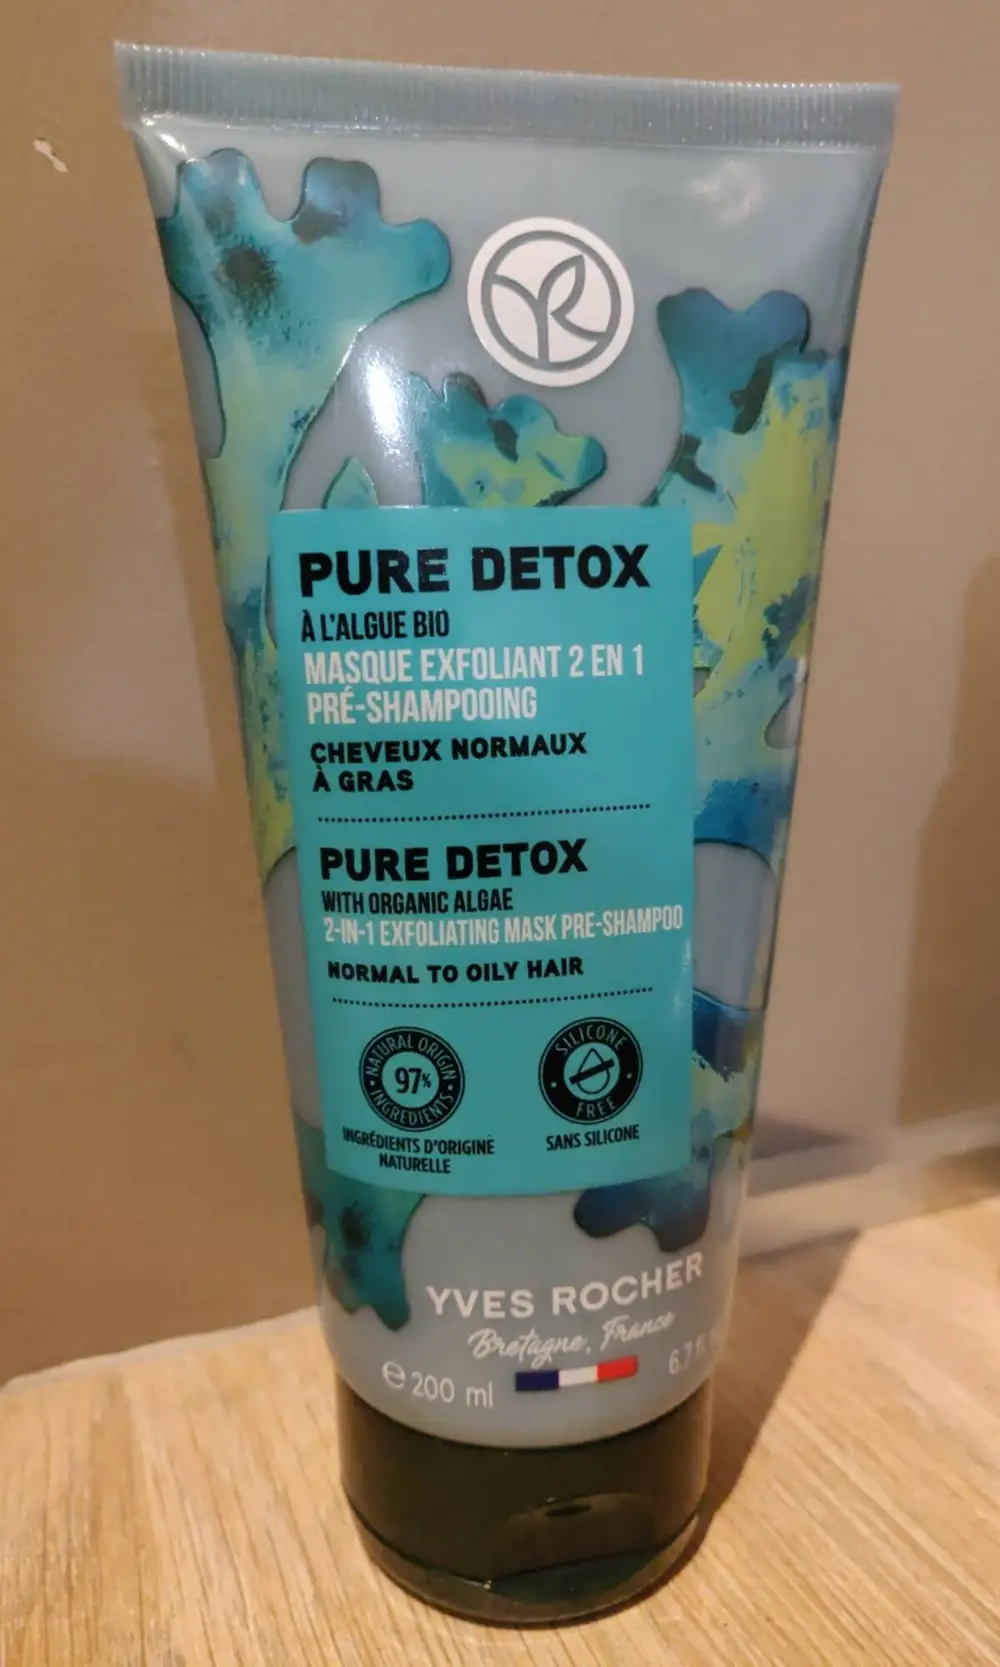 PURE DETOX
À L'ALGUE BIO
MASQUE EXFOLIANT 2 EN 1
PRÉ-SHAMPOOING
CHEVEUX NORMAUX
À GRAS
PURE DETOX
WITH ORGANIC ALGAE
2-IN-1 EXFOLIATING MASK PRE-SHAMPOO
NORMAL TO OILY HAIR
NATURAL ORIGIN
97%
INGREDIENTS
INGRÉDIENTS D'ORIGINE
NATURELLE
SILICONE
FREE
SANS SILICONE
YVES ROCHER
Bretagne, France
℮ 200 ml 6.7